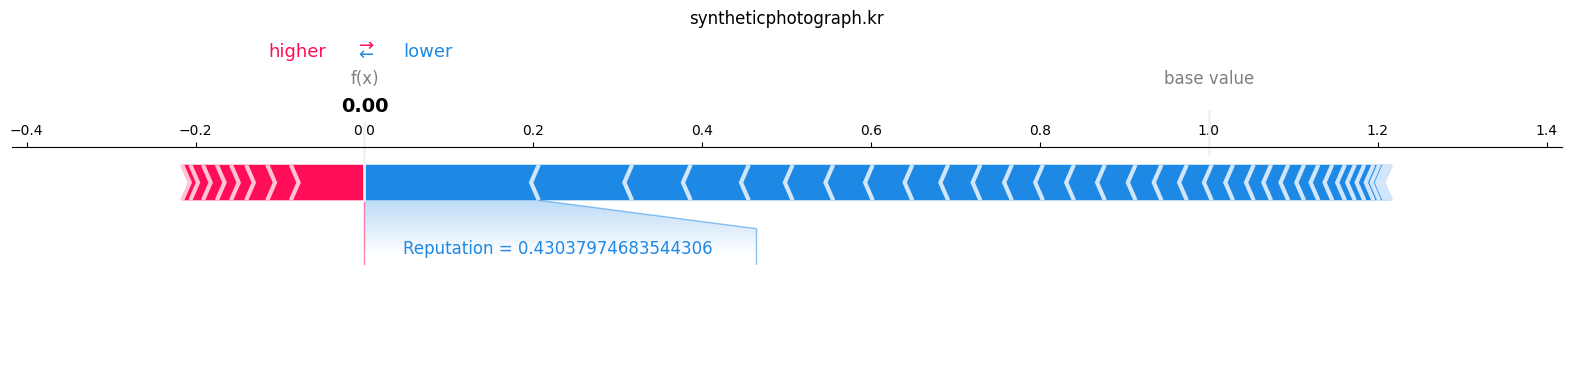 syntheticphotograph.kr
higher ⇄ lower
f(x) base value
0.00
−0.4 −0.2 0.0 0.2 0.4 0.6 0.8 1.0 1.2 1.4
Reputation = 0.43037974683544306